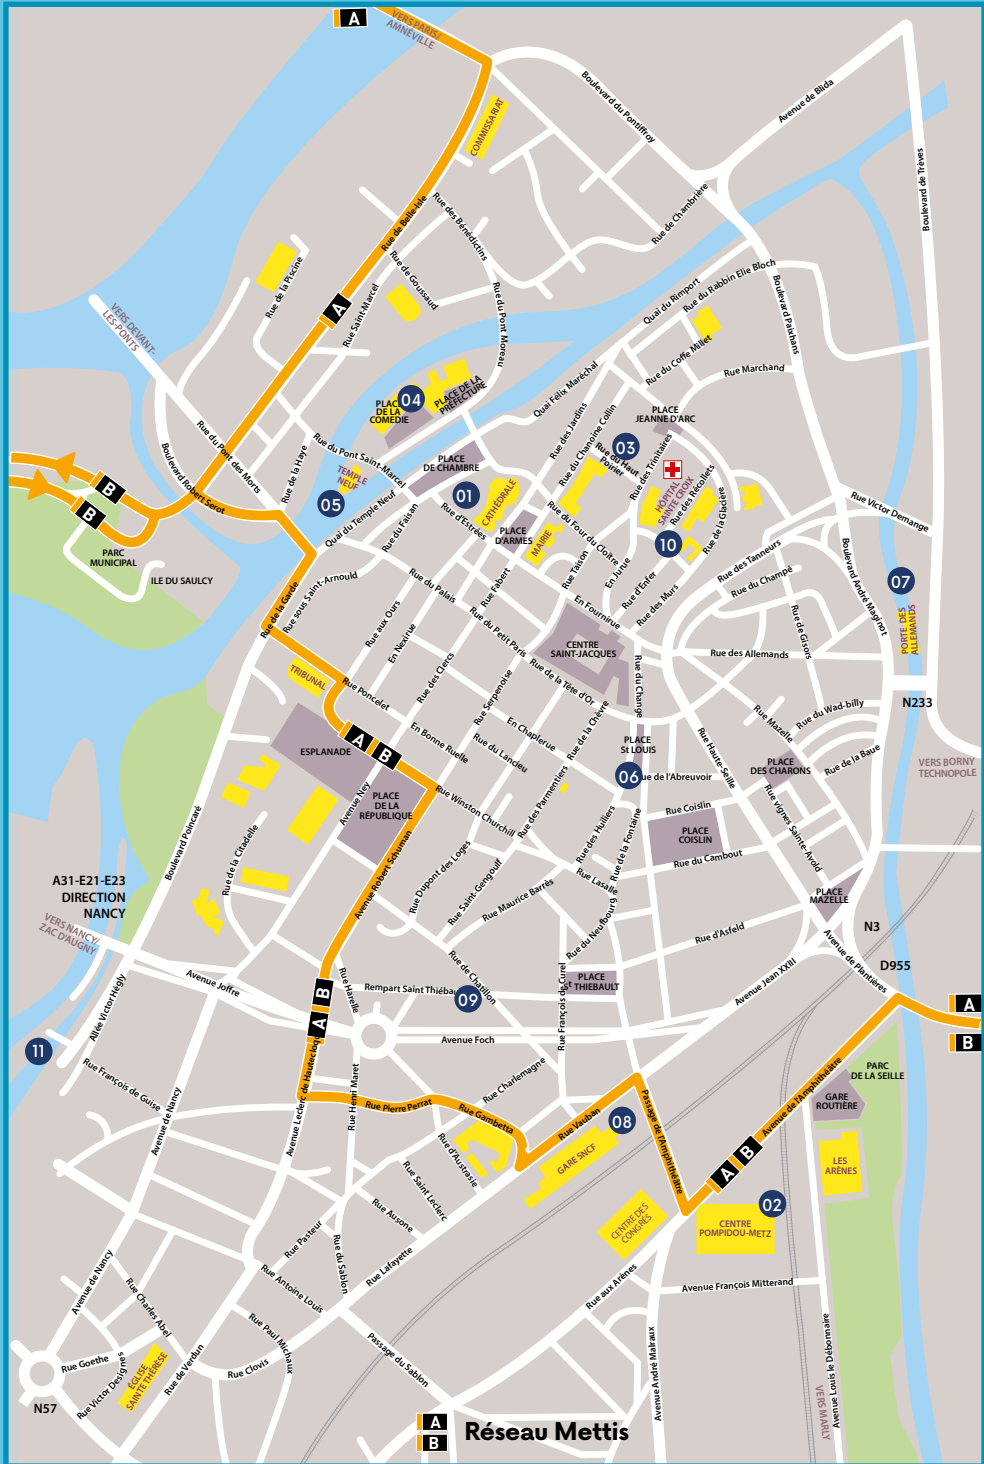 A
VERS PARIS/
AMNÉVILLE
COMMISSARIAT
Boulevard du Pontiffroy
Avenue de Blida
Boulevard de Trèves
Rue de Belle-Isle
Rue des Bénédictins
Rue de Chambrière
Rue de la Piscine
Rue de Goussaud
Rue Saint-Marcel
Rue du Pont Moreau
Quai du Rimport
Rue du Rabbin Elie Bloch
Boulevard Paixhans
A
VERS DEVANT-
LES-PONTS
Rue du Coffe Millet
Rue Marchand
Quai Félix Maréchal
04
PLACE
DE LA
COMEDIE
PLACE DE LA
PRÉFECTURE
PLACE
JEANNE D'ARC
Rue des Jardins
Rue du Chanoine Collin
03
Rue du Haut
Poirier
Rue des Trinitaires
HÔPITAL
SAINTE CROIX
Rue des Récollets
Rue de la Glacière
Rue du Pont des Morts
Boulevard Robert Serot
Rue de la Haye
Rue du Pont Saint-Marcel
TEMPLE
NEUF
05
PLACE
DE CHAMBRE
01
CATHÉDRALE
Rue d'Estrées
PLACE
D'ARMES
MAIRIE
Rue du Four du Cloître
10
Rue Victor Demange
B
B
PARC
MUNICIPAL
ILE DU SAULCY
Quai du Temple Neuf
Rue du Faisan
Rue Taison
En Jurue
Rue d'Enfer
Rue des Murs
Rue des Tanneurs
Rue du Champé
Boulevard André Maginot
07
PORTE DES
ALLEMANDS
Rue de la Garde
Rue sous Saint-Arnould
Rue du Palais
Rue Fabert
En Fournirue
Rue aux Ours
En Nexirue
Rue du Petit Paris
CENTRE
SAINT-JACQUES
Rue de Gisors
Rue des Allemands
Rue du Change
TRIBUNAL
Rue Poncelet
Rue des Clercs
Rue Serpenoise
Rue de la Tête d'Or
Rue de la Chèvre
N233
Rue Mazelle
Rue du Wad-billy
Rue de la Baue
PLACE
DES CHARONS
VERS BORNY
TECHNOPOLE
ESPLANADE
A
B
En Bonne Ruelle
Rue du Lancieu
En Chaplerue
PLACE
St LOUIS
06
ue de l'Abreuvoir
Rue Haute-Seille
Rue vignes Sainte-Avold
Avenue Ney
PLACE
DE LA
RÉPUBLIQUE
Rue Winston Churchill
Rue des Parmentiers
Rue des Huiliers
Rue de la Fontaine
Rue Coislin
PLACE
COISLIN
Rue du Cambout
Boulevard Poincaré
Rue de la Citadelle
Avenue Robert Schuman
Rue Dupont des Loges
Rue Saint-Gengoulf
Rue Maurice Barrès
Rue Lasalle
Rue du Neufbourg
PLACE
MAZELLE
A31-E21-E23
DIRECTION
NANCY
VERS NANCY/
ZAC D'AUGNY
Rue d'Asfeld
N3
Avenue de Plantières
D955
Avenue Joffre
Allée Victor Hégly
B
A
Rue Harelle
Rempart Saint Thiébau
Rue de Chatillon
09
PLACE
St THIEBAULT
Rue François de Curel
Avenue Jean XXIII
A
B
11
Avenue Foch
PARC
DE LA SEILLE
GARE
ROUTIÈRE
Rue François de Guise
Avenue de Nancy
Avenue Leclerc de Hauteclocq
Rue Henri Maret
Rue Pierre Perrat
Rue Gambetta
Rue Charlemagne
Rue Vauban
08
GARE SNCF
Passage de l'Amphithéâtre
Avenue de l'Amphithéâtre
A
B
LES
ARÈNES
Rue d'Austrasie
Rue Saint Leclerc
Rue Ausone
CENTRE DES
CONGRÈS
02
CENTRE
POMPIDOU-METZ
Rue Pasteur
Rue du Sablon
Rue Lafayette
Avenue de Nancy
Rue Antoine Louis
Rue aux Arènes
Avenue François Mitterand
Rue Charles Abel
Rue Paul Michaux
Passage du Sablon
Avenue André Malraux
Avenue Louis le Débonnaire
VERS MARLY
Rue Goethe
Rue Victor Designes
ÉGLISE
SAINTE THÉRÈSE
Rue de Verdun
Rue Clovis
N57
A
B
Réseau Mettis